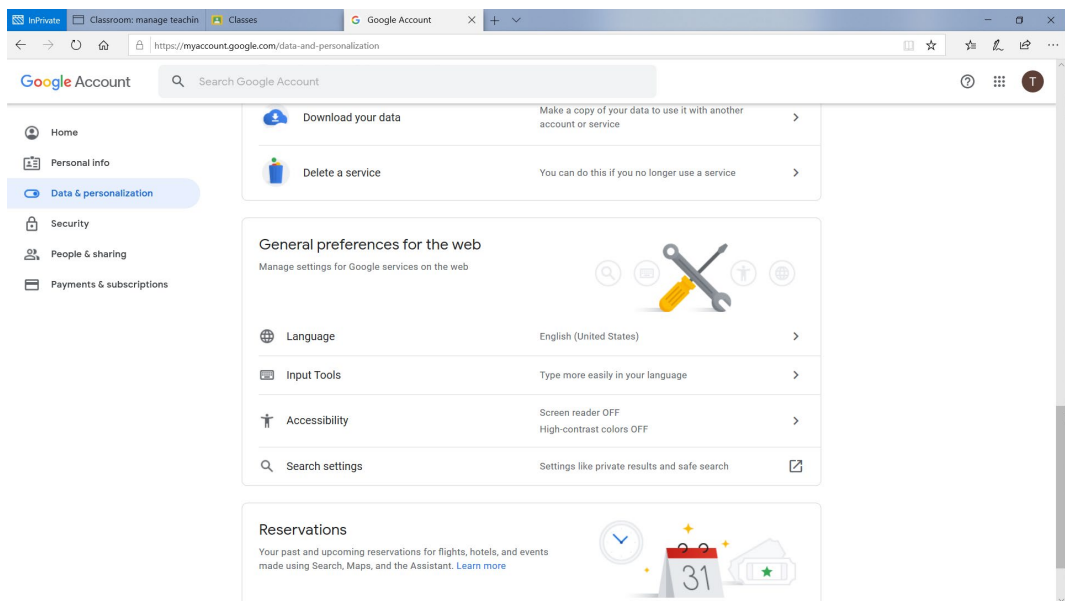 InPrivate
Classroom: manage teachin
Classes
Google Account
https://myaccount.google.com/data-and-personalization
Google Account
Search Google Account
T
Home
Personal info
Data & personalization
Security
People & sharing
Payments & subscriptions
Download your data
Make a copy of your data to use it with another
account or service
Delete a service
You can do this if you no longer use a service
General preferences for the web
Manage settings for Google services on the web
Language
English (United States)
Input Tools
Type more easily in your language
Accessibility
Screen reader OFF
High-contrast colors OFF
Search settings
Settings like private results and safe search
Reservations
Your past and upcoming reservations for flights, hotels, and events
made using Search, Maps, and the Assistant. Learn more
31